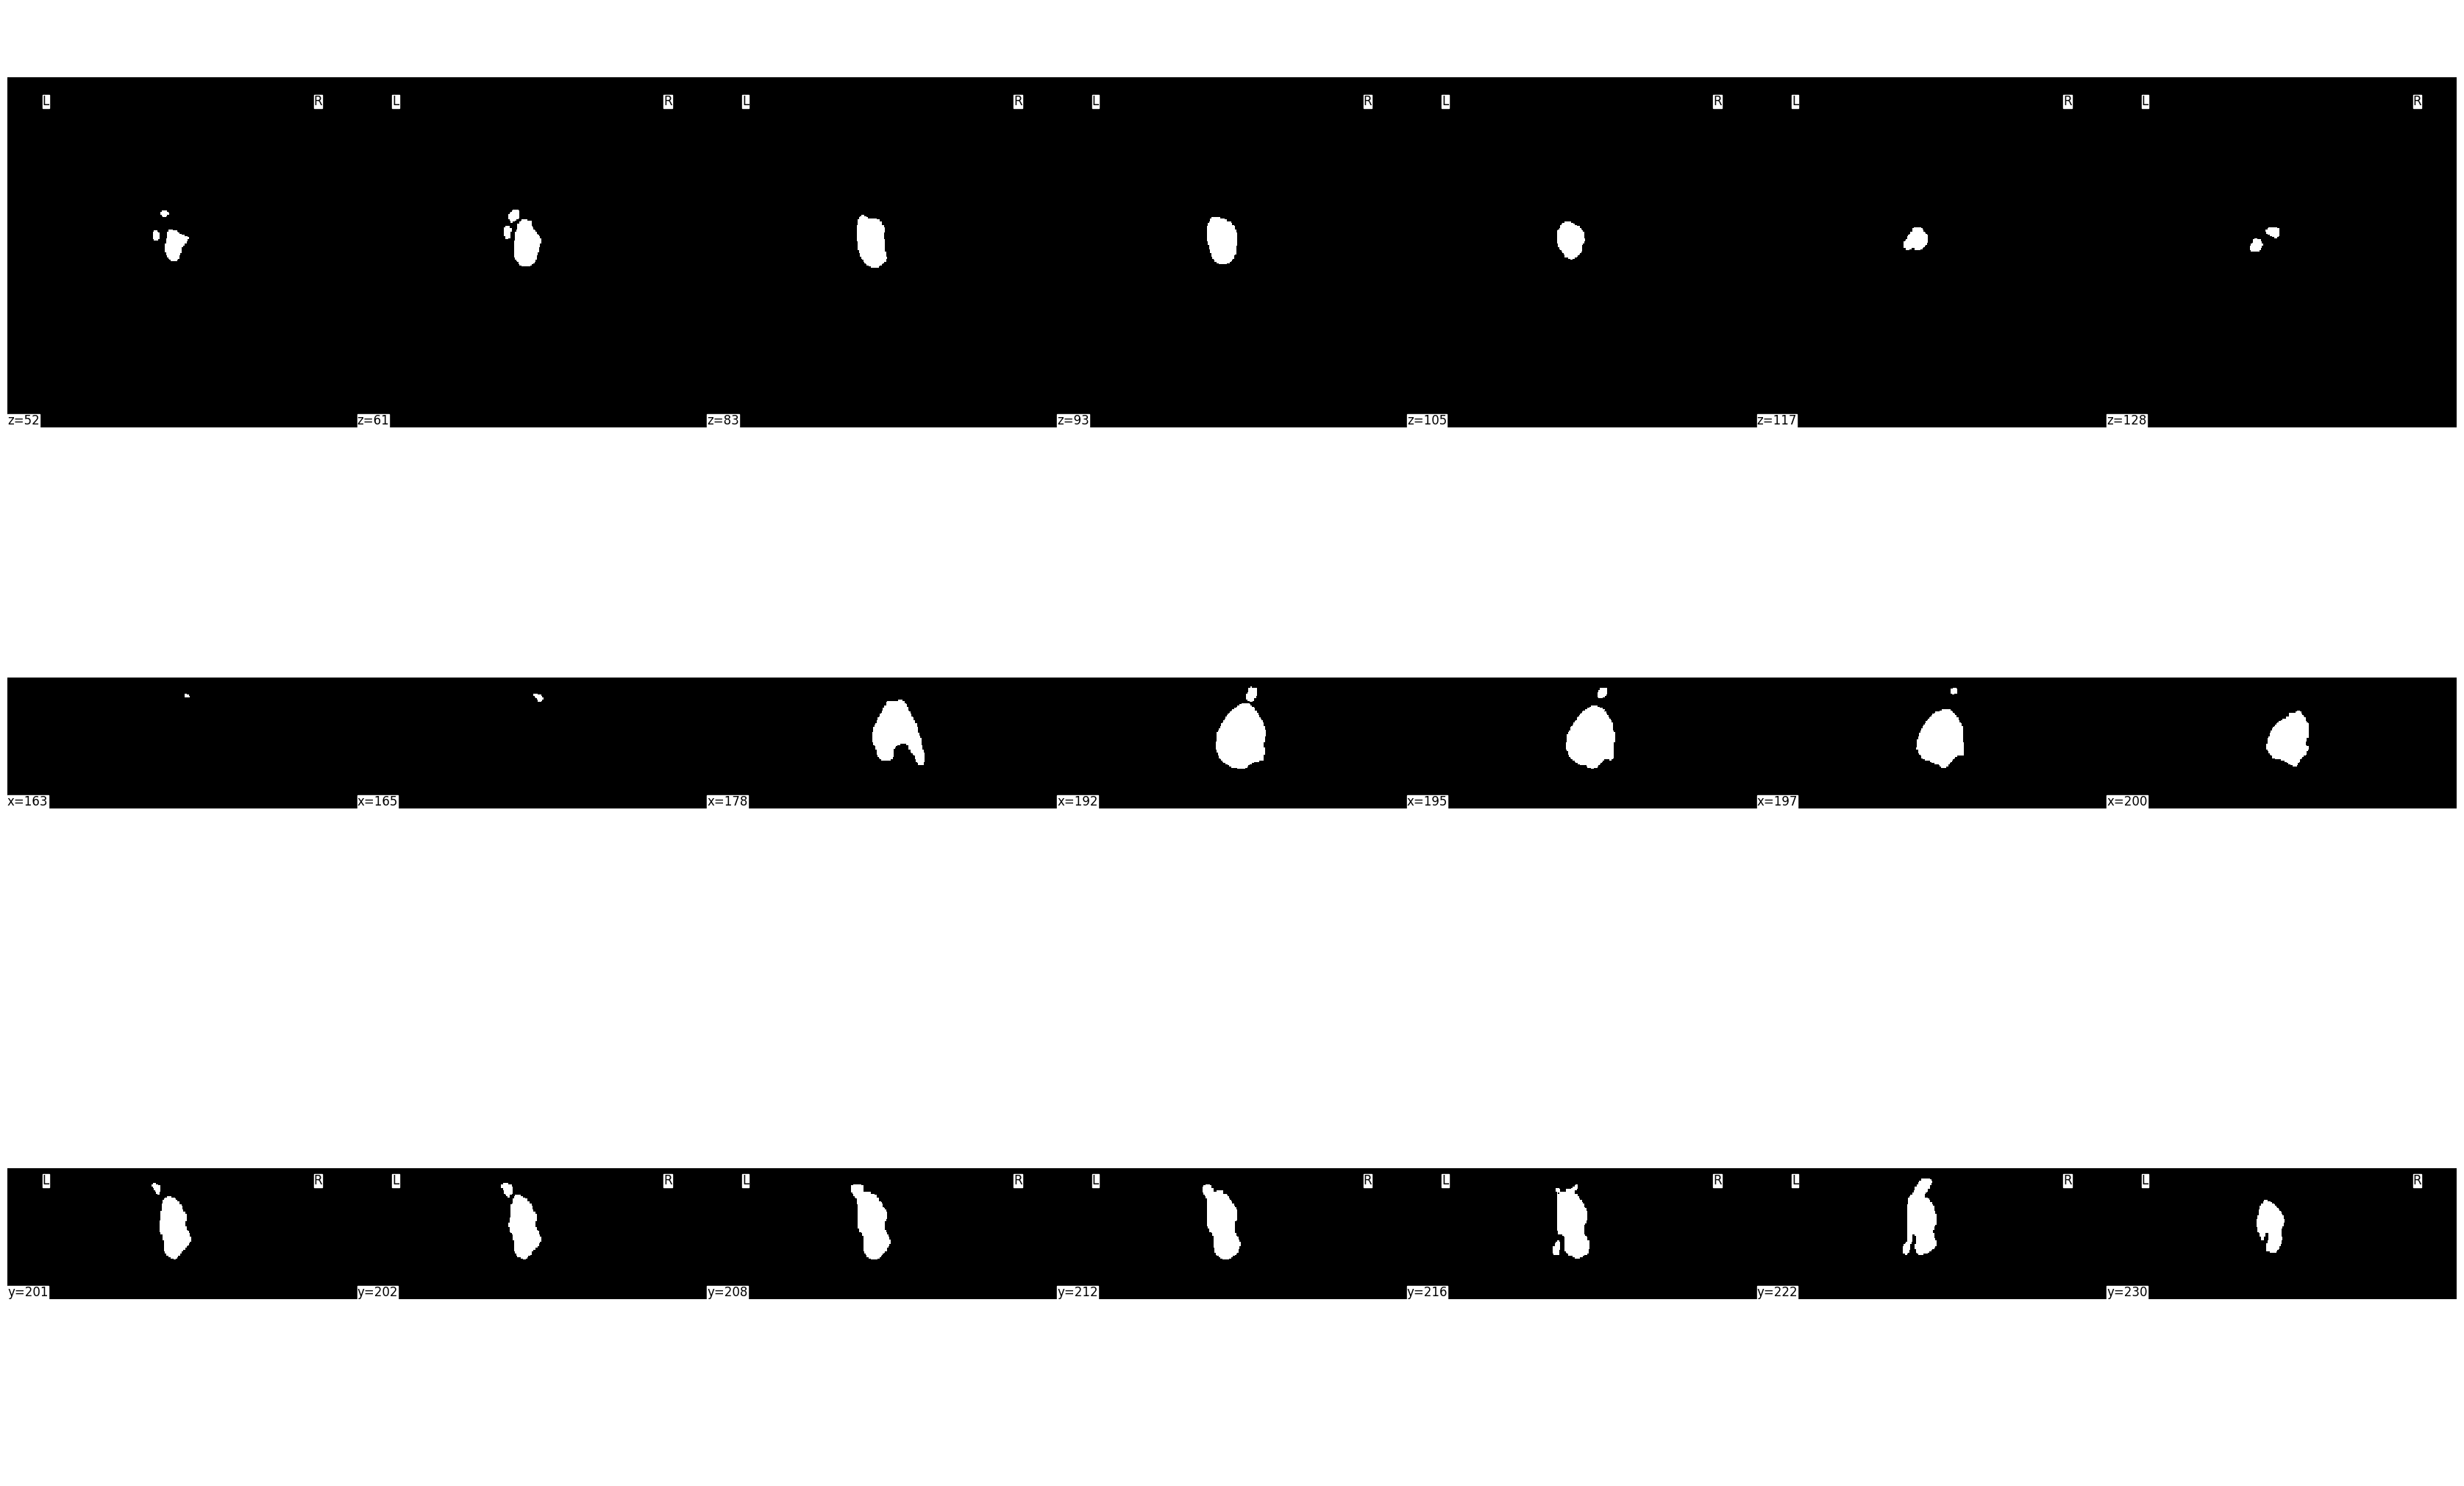 L R L R L R L R L R L R L R
z=52 z=61 z=83 z=93 z=105 z=117 z=128
x=163 x=165 x=178 x=192 x=195 x=197 x=200
L R L R L R L R L R L R L R
y=201 y=202 y=208 y=212 y=216 y=222 y=230